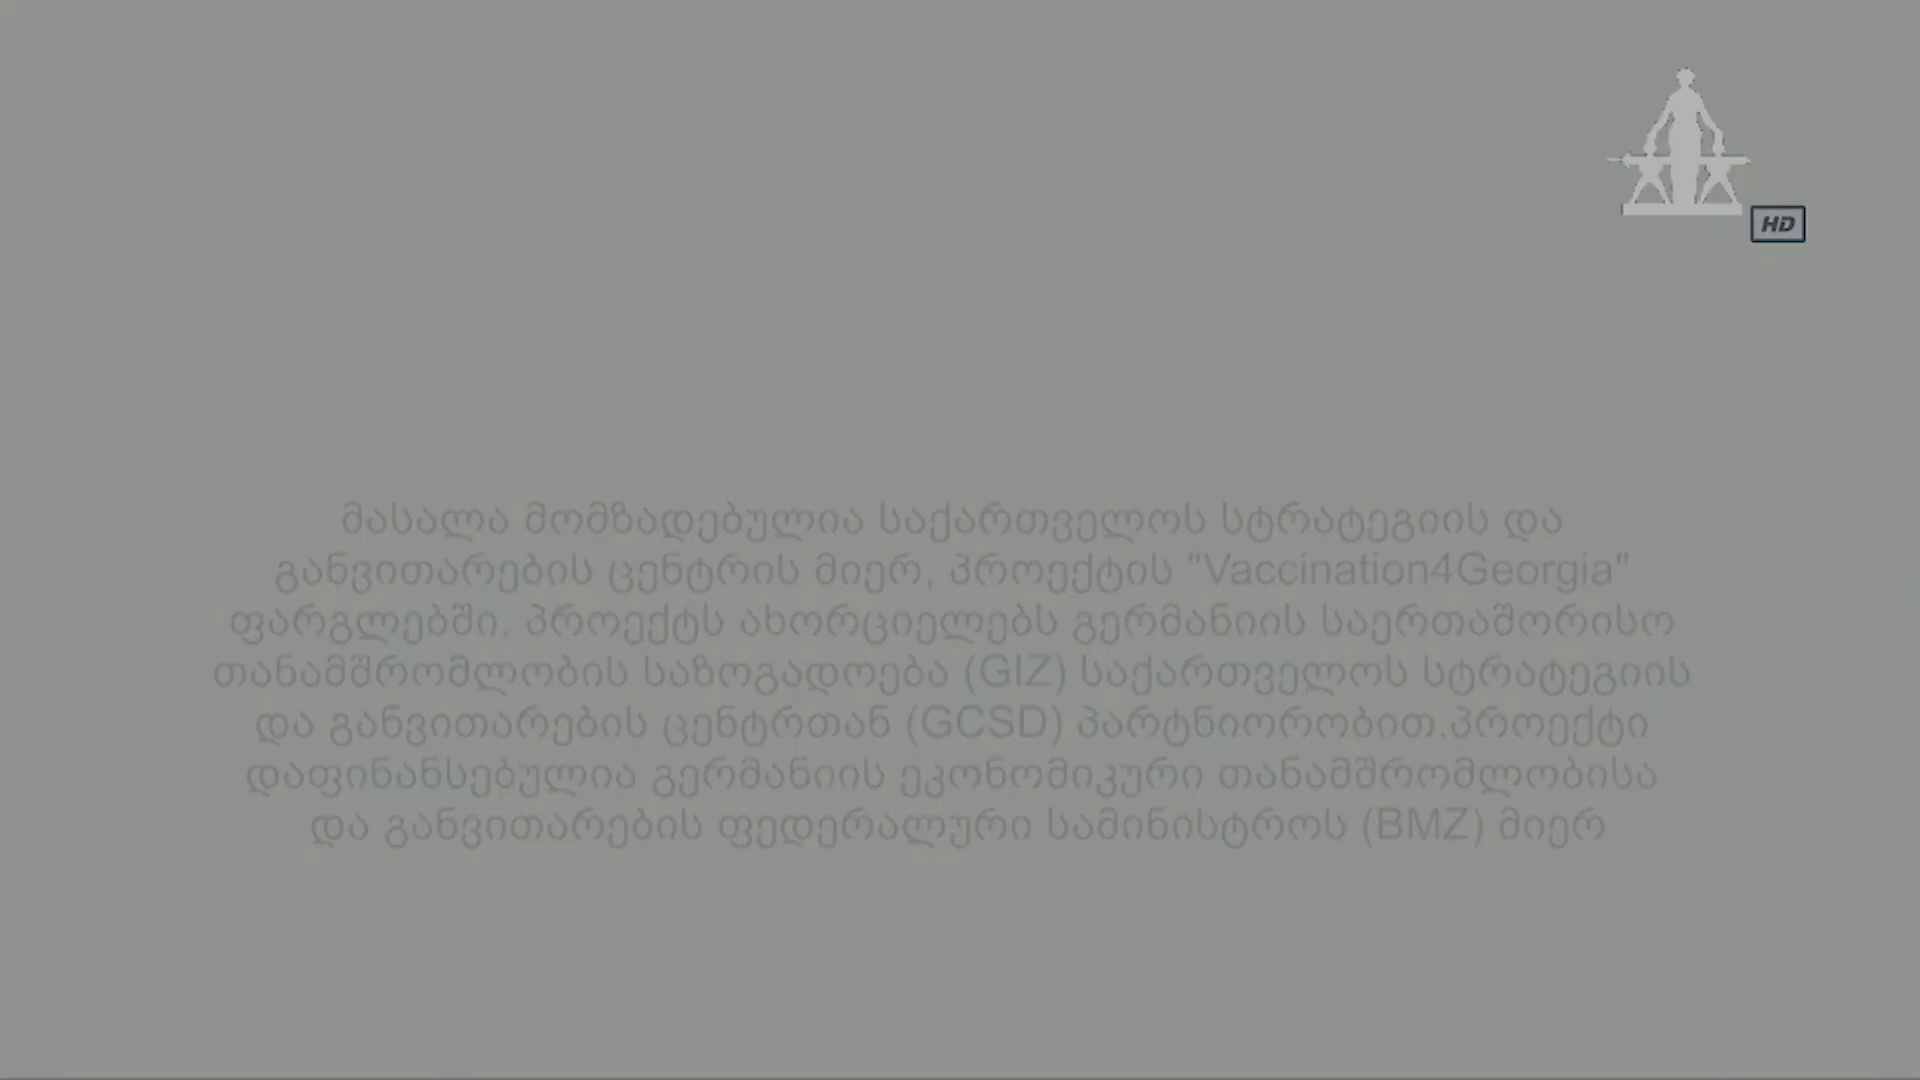 HD
მასალა მომზადებულია საქართველოს სტრატეგიის და
განვითარების ცენტრის მიერ, პროექტის "Vaccination4Georgia"
ფარგლებში. პროექტს ახორციელებს გერმანიის საერთაშორისო
თანამშრომლობის საზოგადოება (GIZ) საქართველოს სტრატეგიის
და განვითარების ცენტრთან (GCSD) პარტნიორობით.პროექტი
დაფინანსებულია გერმანიის ეკონომიკური თანამშრომლობისა
და განვითარების ფედერალური სამინისტროს (BMZ) მიერ